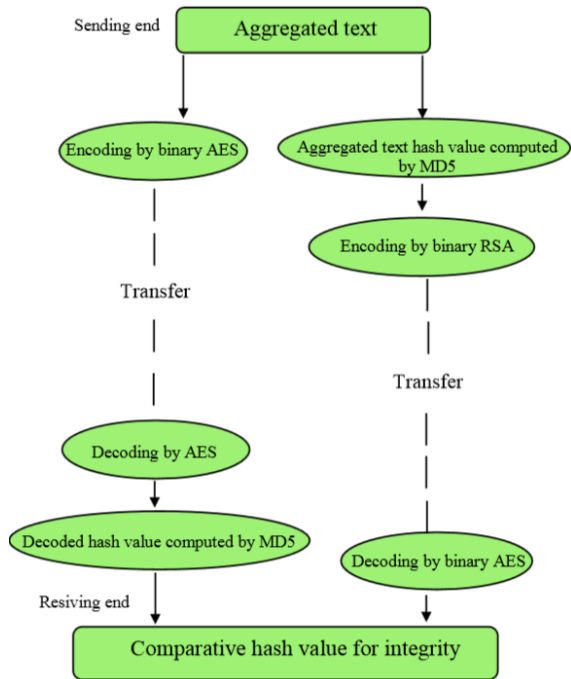 Sending end
Aggregated text
Encoding by binary AES
Aggregated text hash value computed
by MD5
Encoding by binary RSA
Transfer
Transfer
Decoding by AES
Decoded hash value computed by MD5
Decoding by binary AES
Resiving end
Comparative hash value for integrity